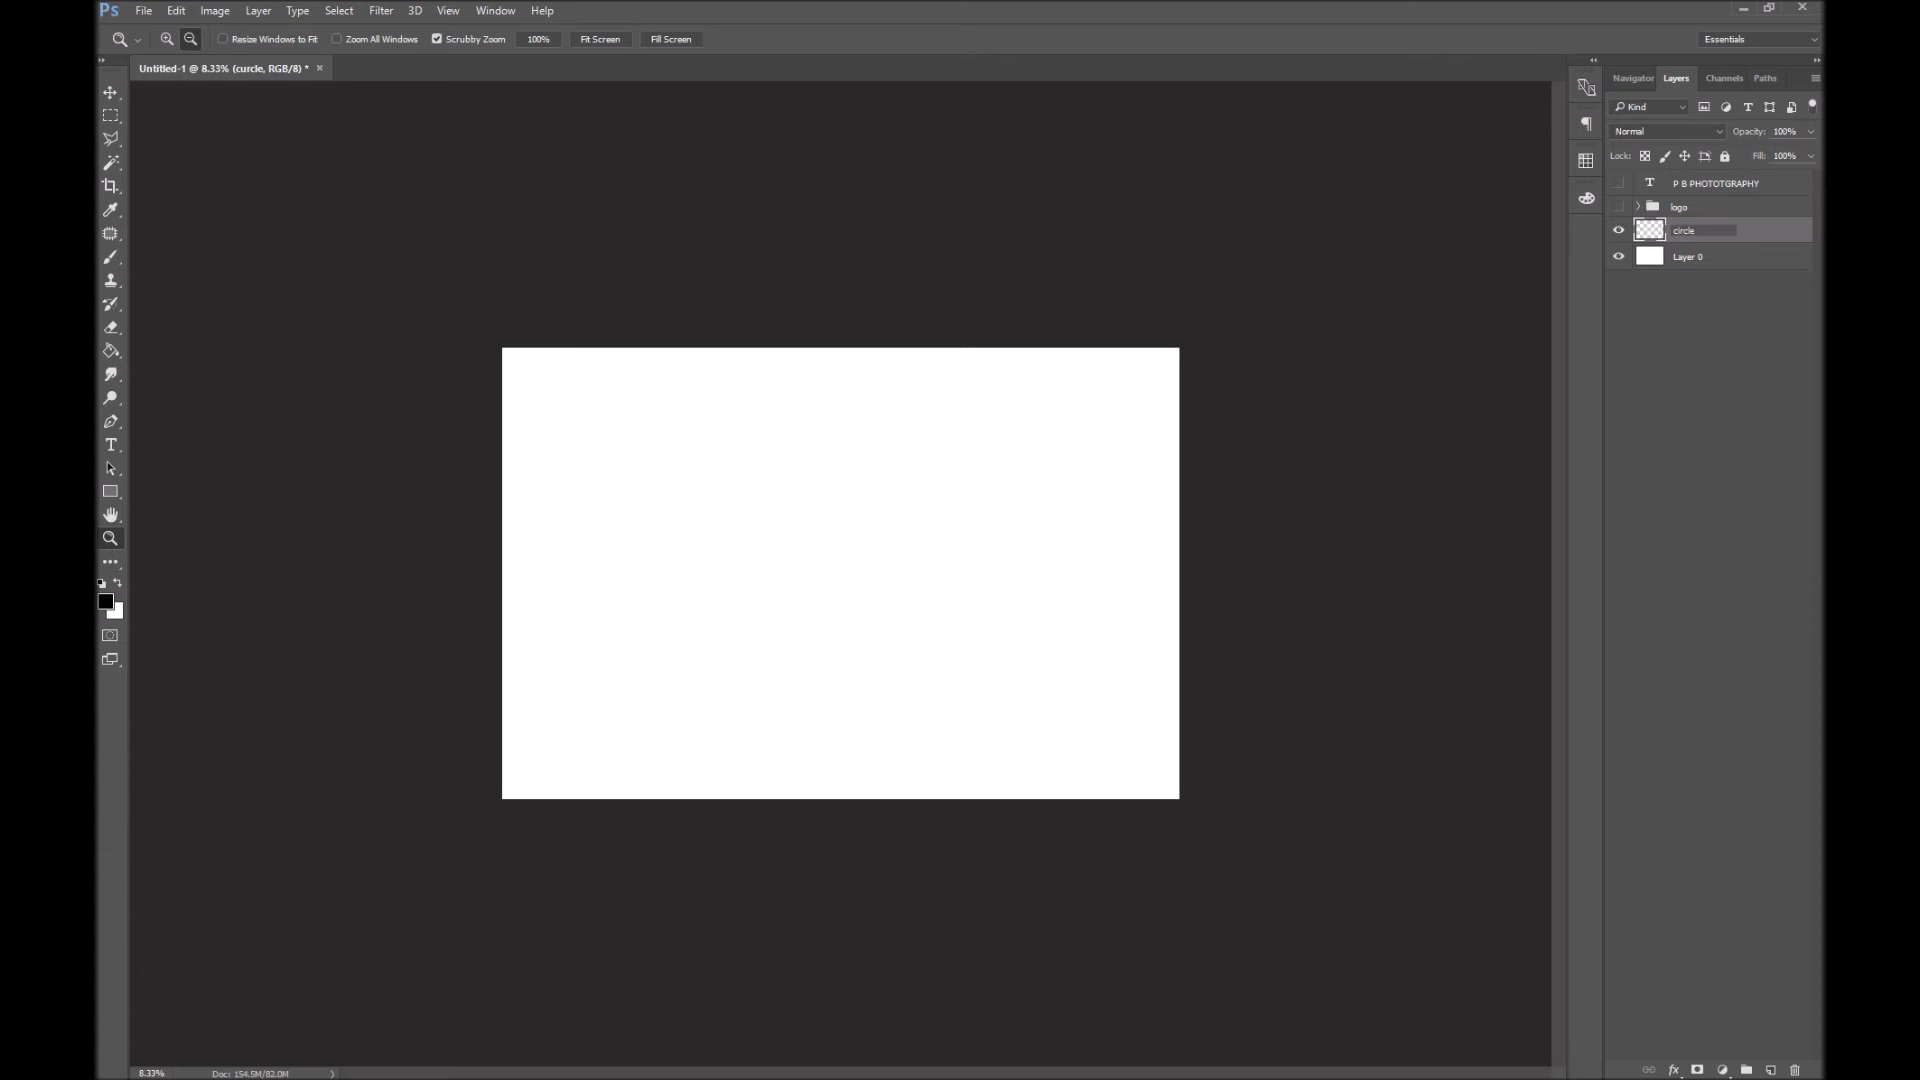 Ps File Edit Image Layer Type Select Filter 3D View Window Help
Resize Windows to Fit Zoom All Windows Scrubby Zoom 100% Fit Screen Fill Screen Essentials
Untitled-1 @ 8.33% (curcle, RGB/8) *
Navigator Layers Channels Paths
Kind
Normal Opacity: 100%
Lock: Fill: 100%
P B PHOTOTGRAPHY
logo
circle
Layer 0
8.33% Doc: 154.5M/82.0M